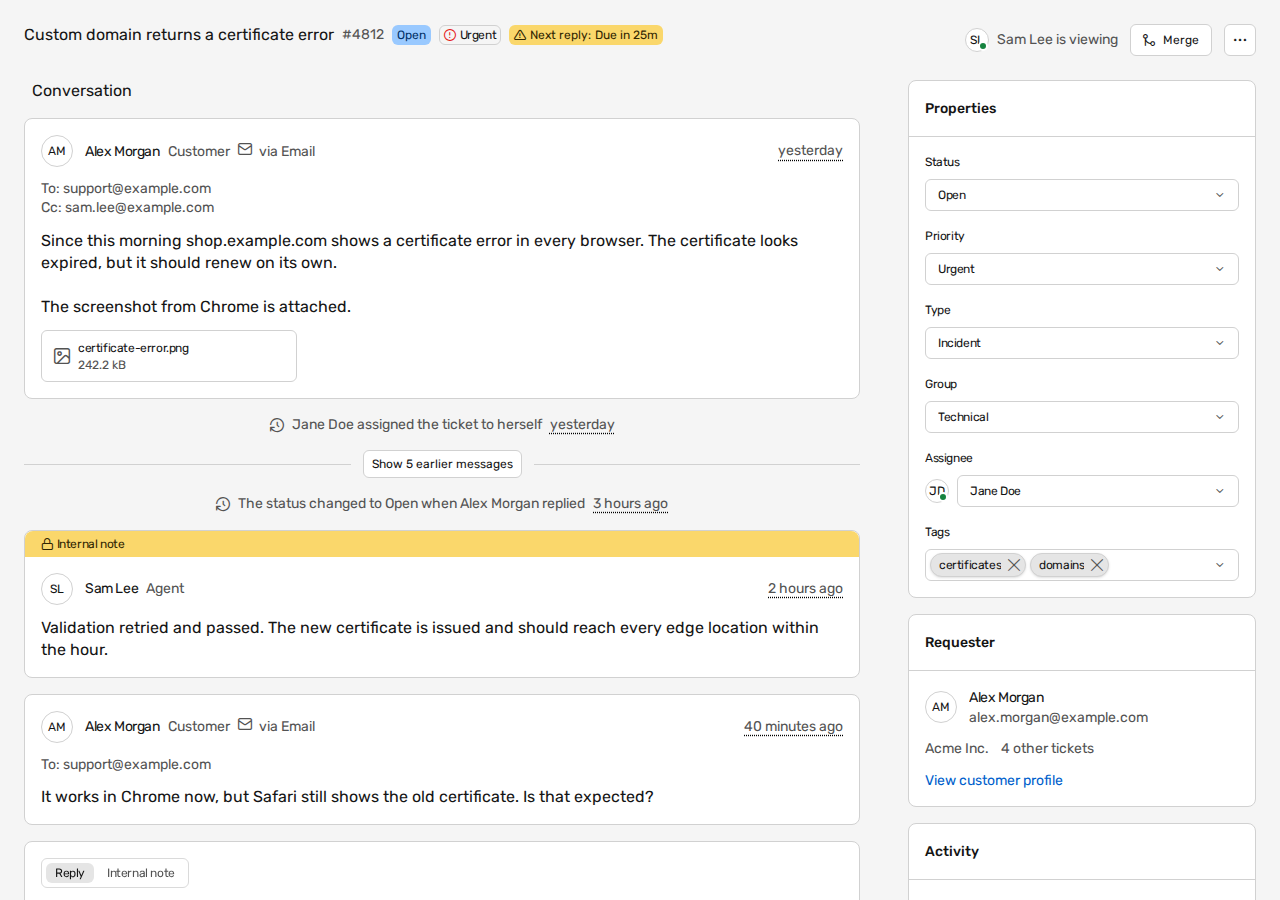 Custom domain returns a certificate error #4812 Open Urgent Next reply: Due in 25m
SL Sam Lee is viewing Merge
Conversation
AM Alex Morgan Customer via Email yesterday
To: support@example.com
Cc: sam.lee@example.com
Since this morning shop.example.com shows a certificate error in every browser. The certificate looks
expired, but it should renew on its own.
The screenshot from Chrome is attached.
certificate-error.png
242.2 kB
Jane Doe assigned the ticket to herself yesterday
Show 5 earlier messages
The status changed to Open when Alex Morgan replied 3 hours ago
Internal note
SL Sam Lee Agent 2 hours ago
Validation retried and passed. The new certificate is issued and should reach every edge location within
the hour.
AM Alex Morgan Customer via Email 40 minutes ago
To: support@example.com
It works in Chrome now, but Safari still shows the old certificate. Is that expected?
Reply Internal note
Properties
Status
Open
Priority
Urgent
Type
Incident
Group
Technical
Assignee
JD Jane Doe
Tags
certificates domains
Requester
AM Alex Morgan
alex.morgan@example.com
Acme Inc. 4 other tickets
View customer profile
Activity